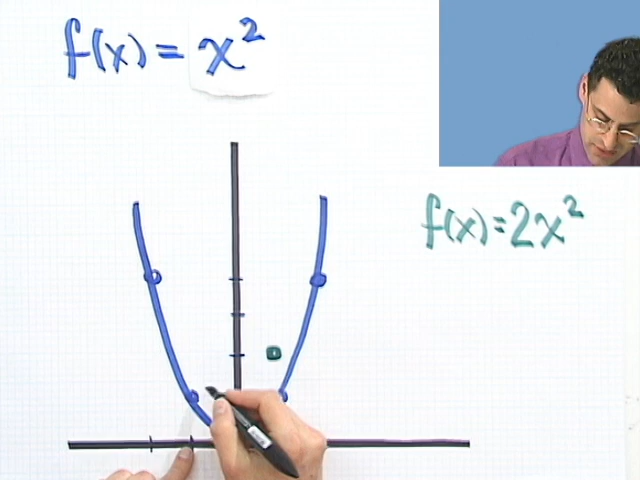 f(x) = x²
f(x) = 2x²